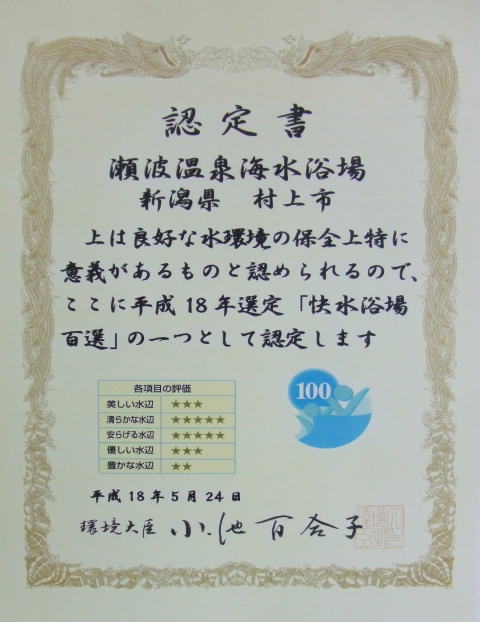 認定書
瀬波温泉海水浴場
新潟県 村上市
上は良好な水環境の保全上特に
意義があるものと認められるので、
ここに平成18年選定「快水浴場
百選」の一つとして認定します
100
各項目の評価
美しい水辺 ★★★
清らかな水辺 ★★★★★
安らげる水辺 ★★★★★
優しい水辺 ★★★
豊かな水辺 ★★
平成18年5月24日
環境大臣 小池百合子